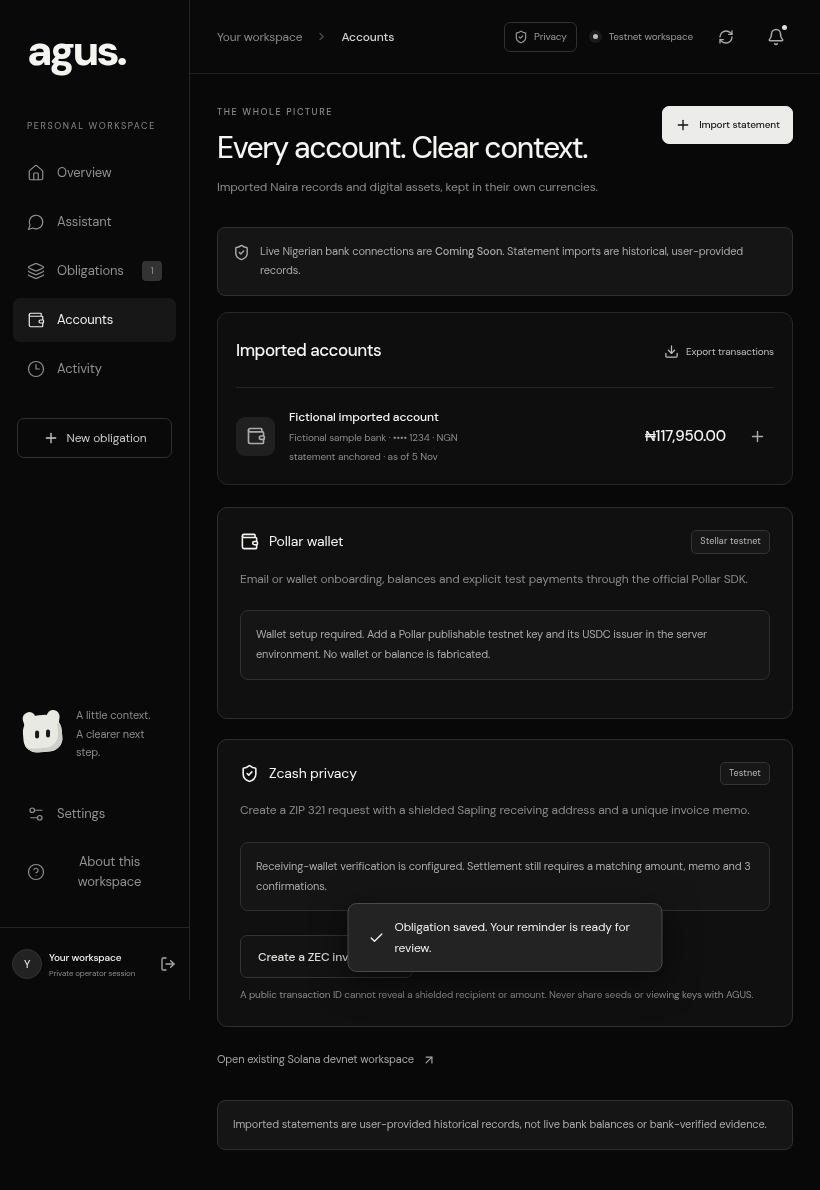 agus.
PERSONAL WORKSPACE
Overview
Assistant
Obligations 1
Accounts
Activity
New obligation
A little context.
A clearer next
step.
Settings
About this
workspace
Y
Your workspace
Private operator session
Your workspace
Accounts
Privacy
Testnet workspace
THE WHOLE PICTURE
Every account. Clear context.
Imported Naira records and digital assets, kept in their own currencies.
Import statement
Live Nigerian bank connections are Coming Soon. Statement imports are historical, user-provided
records.
Imported accounts
Export transactions
Fictional imported account
Fictional sample bank · •••• 1234 · NGN
statement anchored · as of 5 Nov
₦117,950.00
Pollar wallet
Stellar testnet
Email or wallet onboarding, balances and explicit test payments through the official Pollar SDK.
Wallet setup required. Add a Pollar publishable testnet key and its USDC issuer in the server
environment. No wallet or balance is fabricated.
Zcash privacy
Testnet
Create a ZIP 321 request with a shielded Sapling receiving address and a unique invoice memo.
Receiving-wallet verification is configured. Settlement still requires a matching amount, memo and 3
confirmations.
Obligation saved. Your reminder is ready for
review.
Create a ZEC inv
A public transaction ID cannot reveal a shielded recipient or amount. Never share seeds or viewing keys with AGUS.
Open existing Solana devnet workspace
Imported statements are user-provided historical records, not live bank balances or bank-verified evidence.